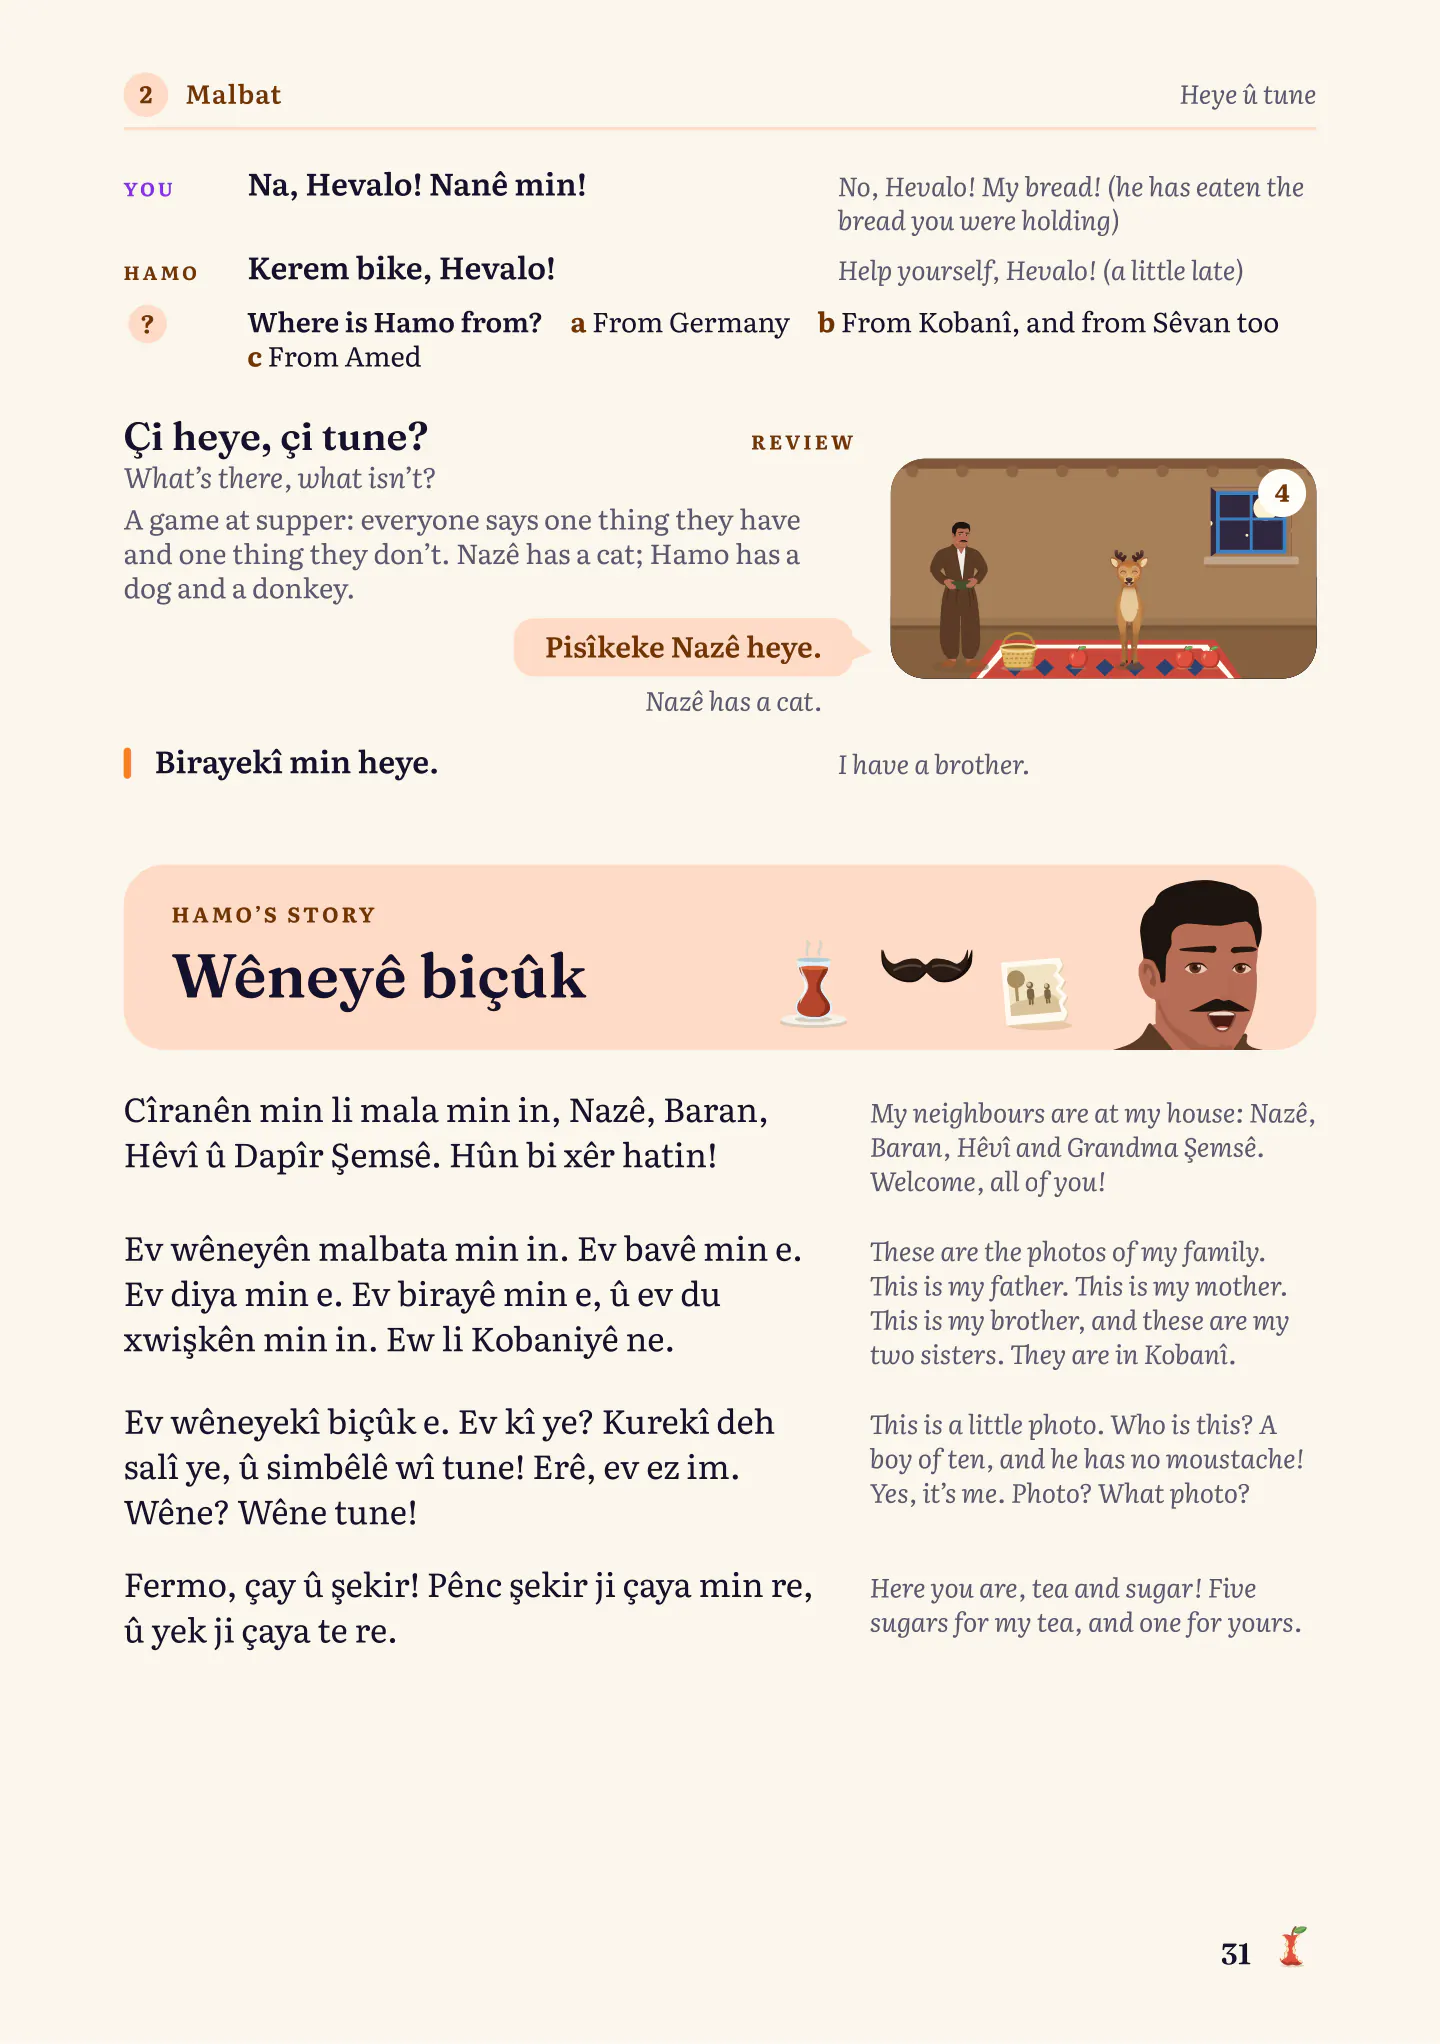 2 Malbat
Heye û tune
YOU
Na, Hevalo! Nanê min!
No, Hevalo! My bread! (he has eaten the
bread you were holding)
HAMO
Kerem bike, Hevalo!
Help yourself, Hevalo! (a little late)
?
Where is Hamo from? a From Germany b From Kobanî, and from Sêvan too
c From Amed
Çi heye, çi tune?
REVIEW
What’s there, what isn’t?
A game at supper: everyone says one thing they have
and one thing they don’t. Nazê has a cat; Hamo has a
dog and a donkey.
4
Pisîkeke Nazê heye.
Nazê has a cat.
Birayekî min heye.
I have a brother.
HAMO’S STORY
Wêneyê biçûk
Cîranên min li mala min in, Nazê, Baran,
Hêvî û Dapîr Şemsê. Hûn bi xêr hatin!
My neighbours are at my house: Nazê,
Baran, Hêvî and Grandma Şemsê.
Welcome, all of you!
Ev wêneyên malbata min in. Ev bavê min e.
Ev diya min e. Ev birayê min e, û ev du
xwişkên min in. Ew li Kobaniyê ne.
These are the photos of my family.
This is my father. This is my mother.
This is my brother, and these are my
two sisters. They are in Kobanî.
Ev wêneyekî biçûk e. Ev kî ye? Kurekî deh
salî ye, û simbêlê wî tune! Erê, ev ez im.
Wêne? Wêne tune!
This is a little photo. Who is this? A
boy of ten, and he has no moustache!
Yes, it’s me. Photo? What photo?
Fermo, çay û şekir! Pênc şekir ji çaya min re,
û yek ji çaya te re.
Here you are, tea and sugar! Five
sugars for my tea, and one for yours.
31